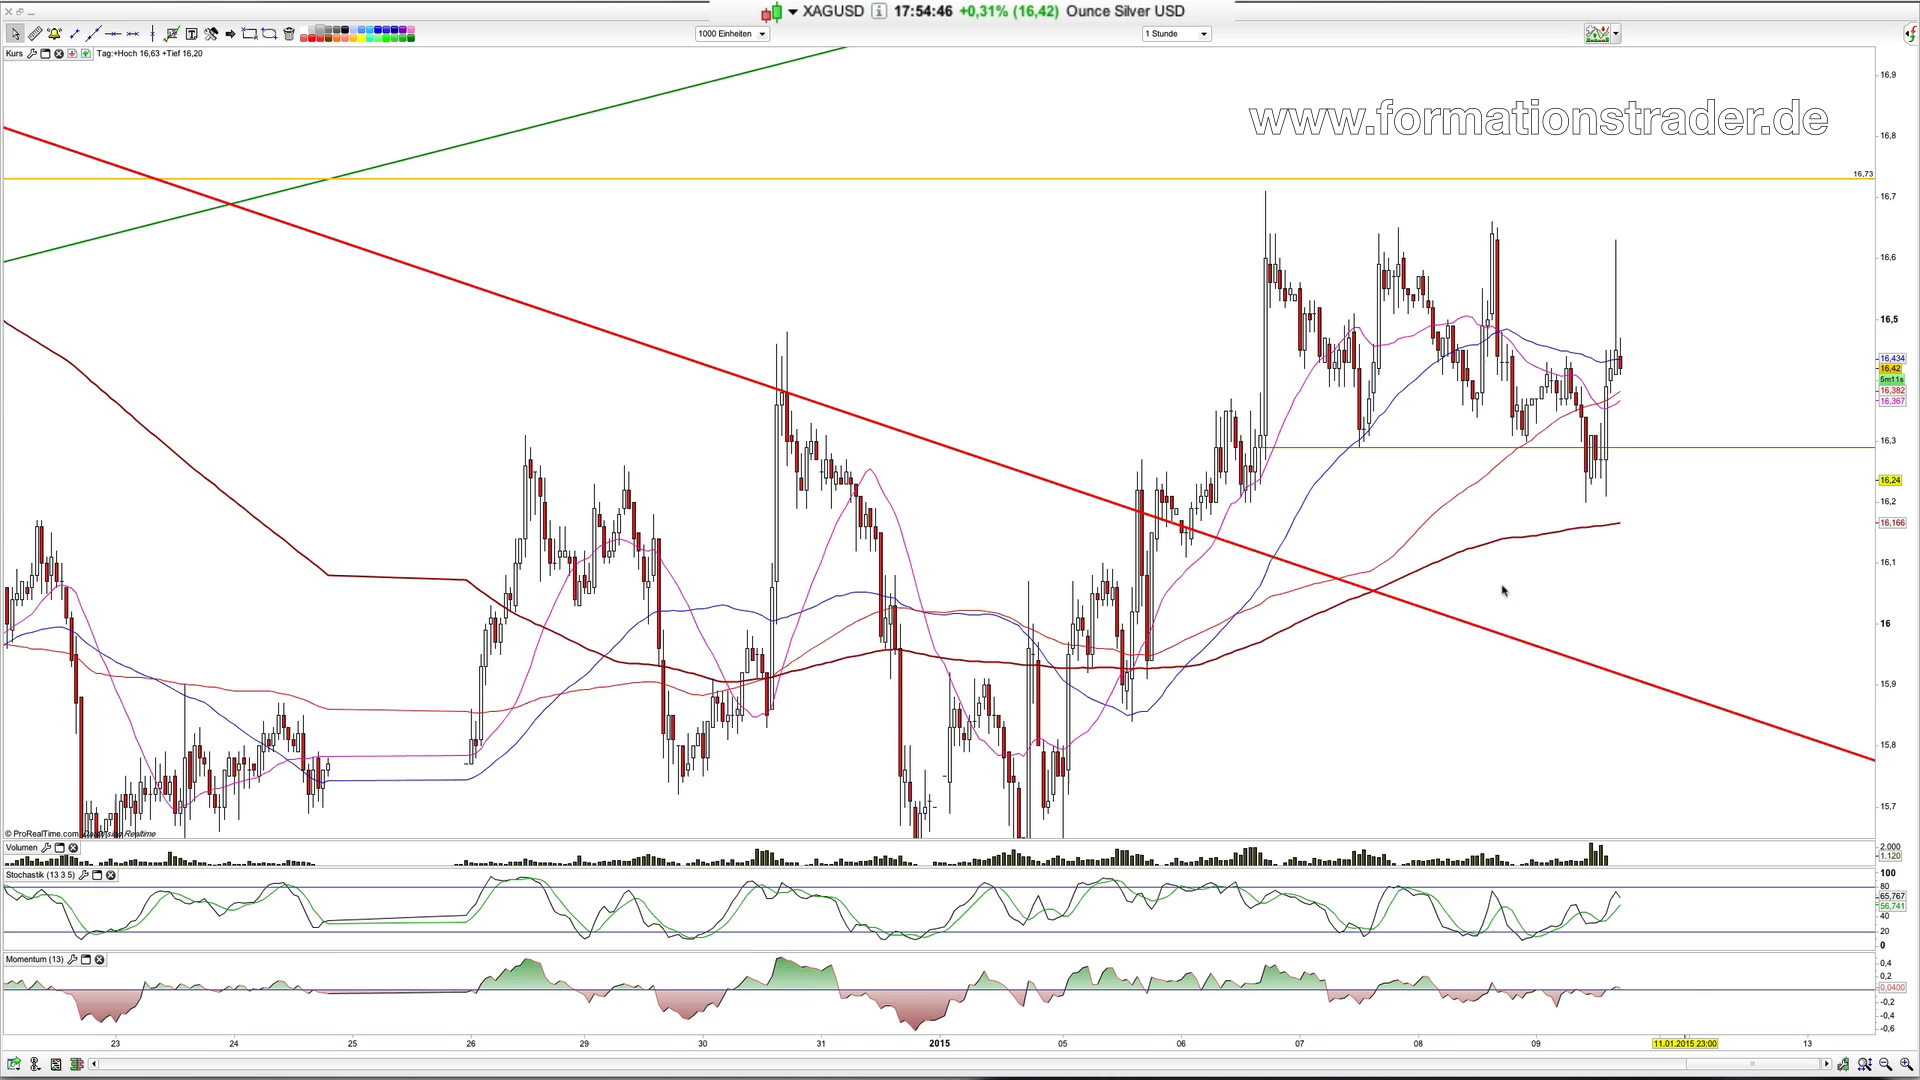 XAGUSD 17:54:46 +0,31% (16,42) Ounce Silver USD
1000 Einheiten
1 Stunde
Kurs
Tag:+Hoch 16,63 +Tief 16,20
www.formationstrader.de
16,9
16,8
16,73
16,7
16,6
16,5
16,434
16,42
5m11s
16,382
16,367
16,3
16,24
16,2
16,166
16,1
16
15,9
15,8
15,7
© ProRealTime.com
Realtime
Volumen
2.000
1.120
Stochastik (13 3 5)
100
80
65,767
56,741
40
20
0
Momentum (13)
0,4
0,2
0,0400
-0,2
-0,4
-0,6
23 24 25 26 29 30 31 2015 05 06 07 08 09 11.01.2015 23:00 13